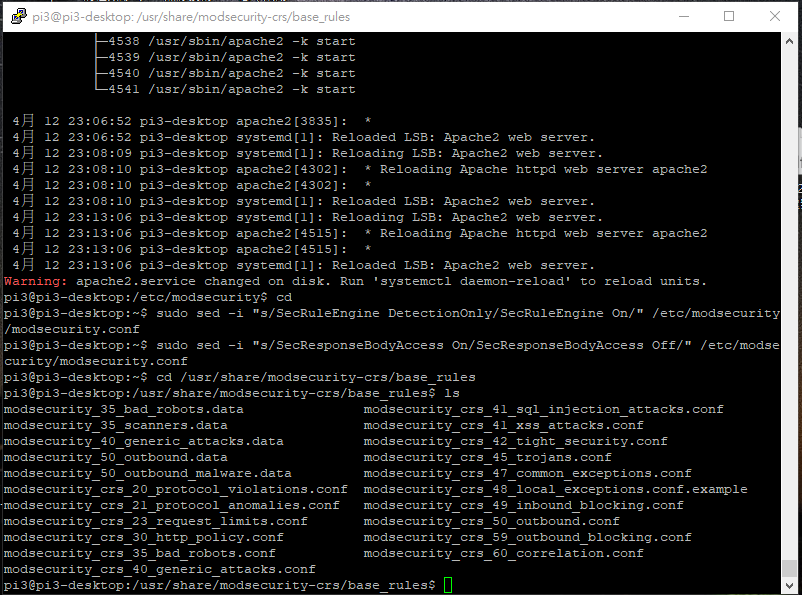 pi3@pi3-desktop: /usr/share/modsecurity-crs/base_rules
├─4538 /usr/sbin/apache2 -k start
├─4539 /usr/sbin/apache2 -k start
├─4540 /usr/sbin/apache2 -k start
└─4541 /usr/sbin/apache2 -k start
4月 12 23:06:52 pi3-desktop apache2[3835]:  *
4月 12 23:06:52 pi3-desktop systemd[1]: Reloaded LSB: Apache2 web server.
4月 12 23:08:09 pi3-desktop systemd[1]: Reloading LSB: Apache2 web server.
4月 12 23:08:10 pi3-desktop apache2[4302]:  * Reloading Apache httpd web server apache2
4月 12 23:08:10 pi3-desktop apache2[4302]:  *
4月 12 23:08:10 pi3-desktop systemd[1]: Reloaded LSB: Apache2 web server.
4月 12 23:13:06 pi3-desktop systemd[1]: Reloading LSB: Apache2 web server.
4月 12 23:13:06 pi3-desktop apache2[4515]:  * Reloading Apache httpd web server apache2
4月 12 23:13:06 pi3-desktop apache2[4515]:  *
4月 12 23:13:06 pi3-desktop systemd[1]: Reloaded LSB: Apache2 web server.
Warning: apache2.service changed on disk. Run 'systemctl daemon-reload' to reload units.
pi3@pi3-desktop:/etc/modsecurity$ cd
pi3@pi3-desktop:~$ sudo sed -i "s/SecRuleEngine DetectionOnly/SecRuleEngine On/" /etc/modsecurity
/modsecurity.conf
pi3@pi3-desktop:~$ sudo sed -i "s/SecResponseBodyAccess On/SecResponseBodyAccess Off/" /etc/modse
curity/modsecurity.conf
pi3@pi3-desktop:~$ cd /usr/share/modsecurity-crs/base_rules
pi3@pi3-desktop:/usr/share/modsecurity-crs/base_rules$ ls
modsecurity_35_bad_robots.data               modsecurity_crs_41_sql_injection_attacks.conf
modsecurity_35_scanners.data                 modsecurity_crs_41_xss_attacks.conf
modsecurity_40_generic_attacks.data          modsecurity_crs_42_tight_security.conf
modsecurity_50_outbound.data                 modsecurity_crs_45_trojans.conf
modsecurity_50_outbound_malware.data         modsecurity_crs_47_common_exceptions.conf
modsecurity_crs_20_protocol_violations.conf  modsecurity_crs_48_local_exceptions.conf.example
modsecurity_crs_21_protocol_anomalies.conf   modsecurity_crs_49_inbound_blocking.conf
modsecurity_crs_23_request_limits.conf       modsecurity_crs_50_outbound.conf
modsecurity_crs_30_http_policy.conf          modsecurity_crs_59_outbound_blocking.conf
modsecurity_crs_35_bad_robots.conf           modsecurity_crs_60_correlation.conf
modsecurity_crs_40_generic_attacks.conf
pi3@pi3-desktop:/usr/share/modsecurity-crs/base_rules$